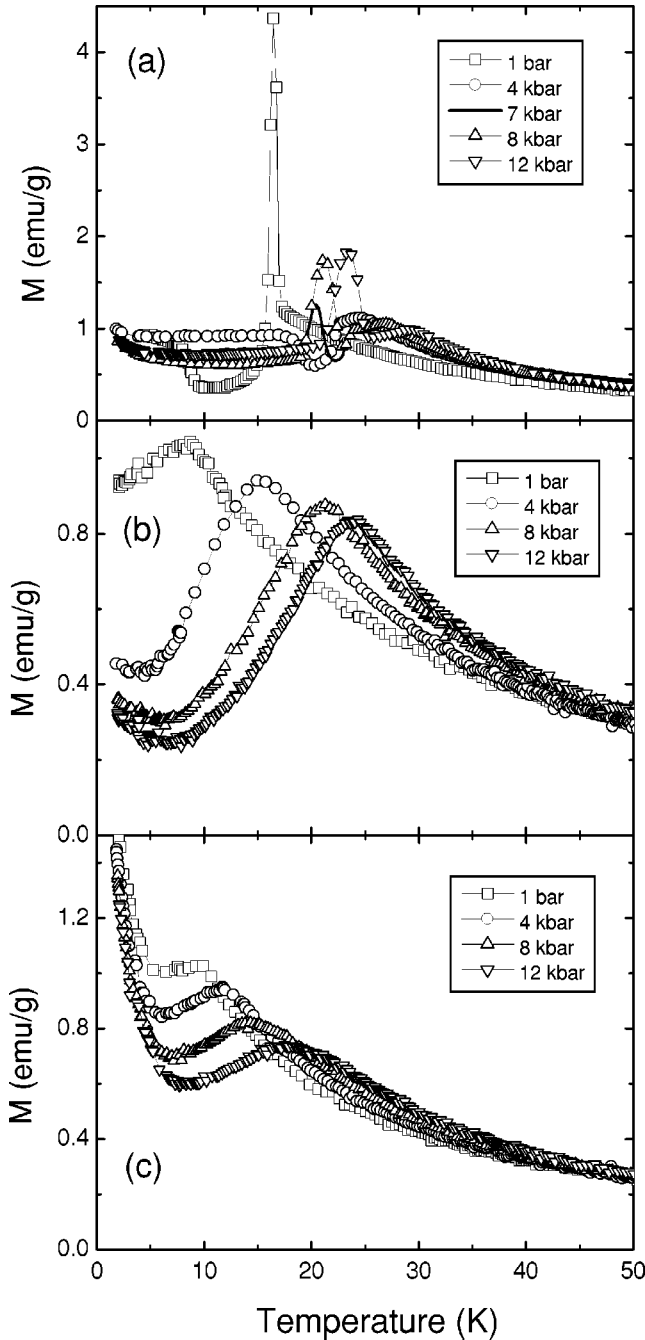 4
3
2
1
0
M (emu/g)
(a)
1 bar
4 kbar
7 kbar
8 kbar
12 kbar
0.8
0.4
0.0
M (emu/g)
(b)
1 bar
4 kbar
8 kbar
12 kbar
1.2
0.8
0.4
0.0
M (emu/g)
(c)
1 bar
4 kbar
8 kbar
12 kbar
0 10 20 30 40 50
Temperature (K)